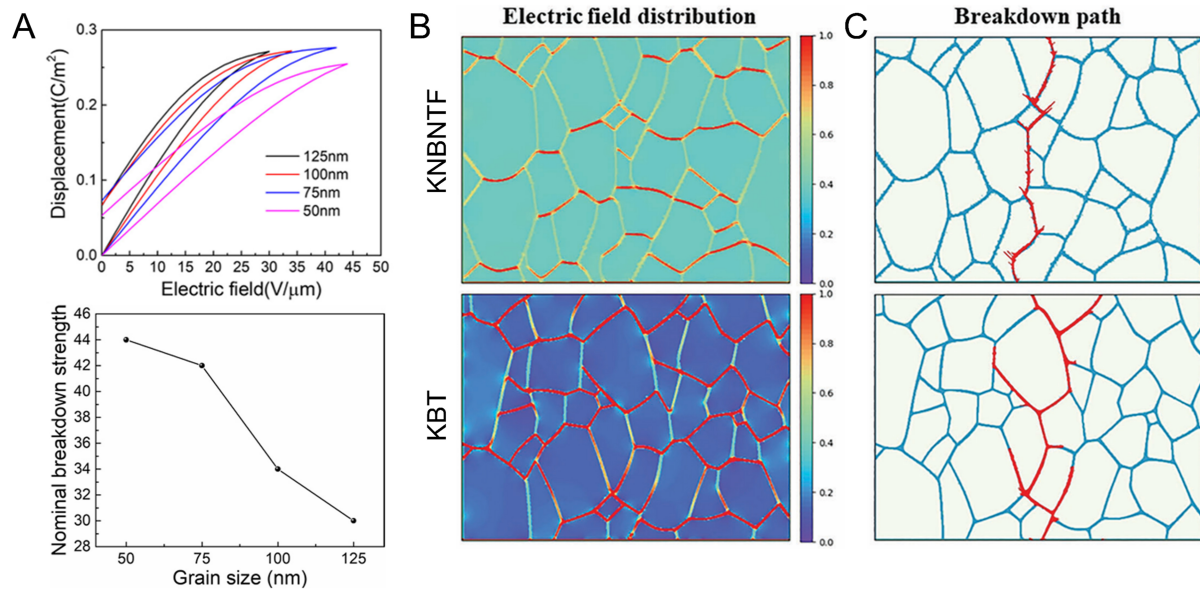 A
0.3
0.2
0.1
0.0
Displacement(C/m²)
125nm
100nm
75nm
50nm
0 5 10 15 20 25 30 35 40 45 50
Electric field(V/μm)
46
44
42
40
38
36
34
32
30
28
Nominal breakdown strength
50 75 100 125
Grain size (nm)
B
Electric field distribution
KNBNTF
1.0
0.8
0.6
0.4
0.2
0.0
KBT
1.0
0.8
0.6
0.4
0.2
0.0
C
Breakdown path